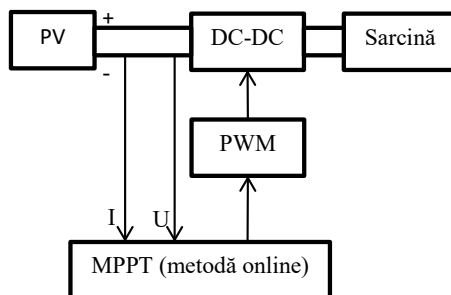 PV
+
-
DC-DC
Sarcină
PWM
I
U
MPPT (metodă online)